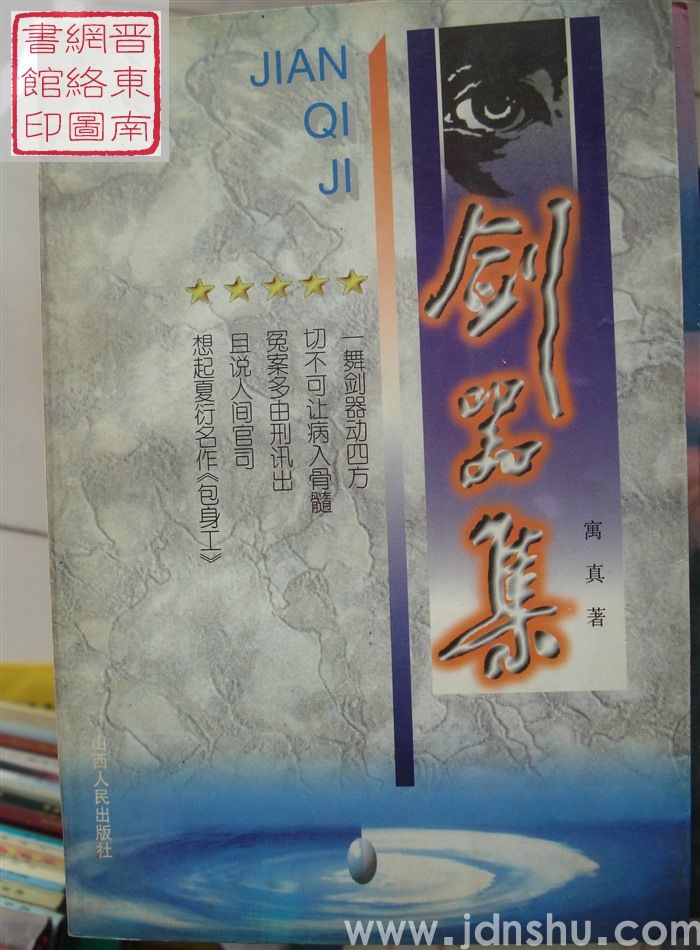 晋東南
網絡圖
書館印
JIAN
QI
JI
剑器集
寓真著
一舞剑器动四方
切不可让病入骨髓
冤案多由刑讯出
且说人间官司
想起夏衍名作《包身工》
山西人民出版社
www.jdnshu.com